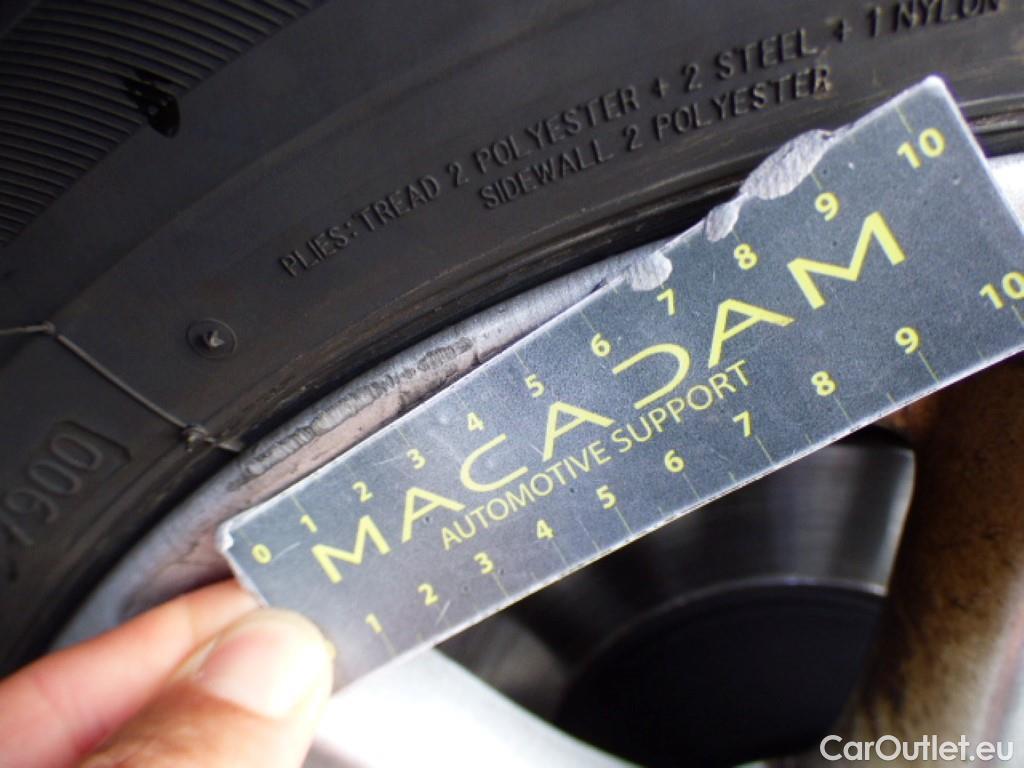 PLIES: TREAD 2 POLYESTER + 2 STEEL + 1 NYLON
SIDEWALL 2 POLYESTER
0 1 2 3 4 5 6 7 8 9 10
MACADAM
AUTOMOTIVE SUPPORT
1 2 3 4 5 6 7 8 9 10
CarOutlet.eu